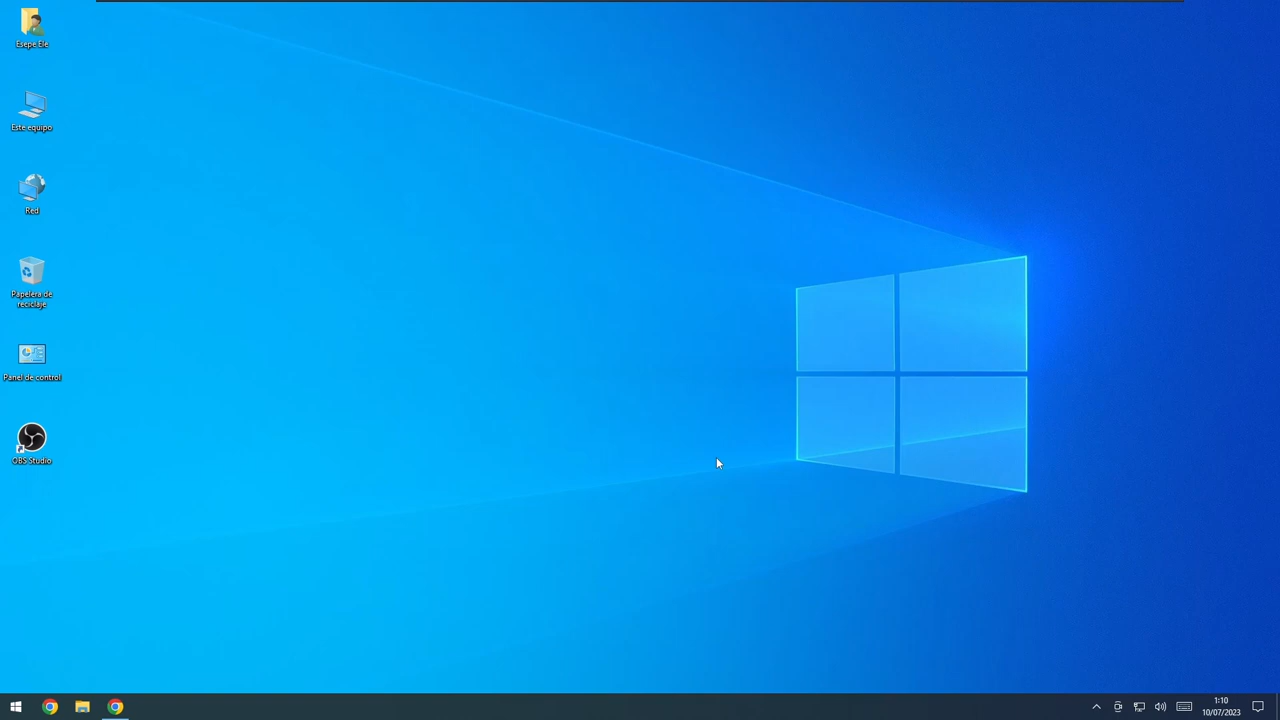 Esepe Ele
Este equipo
Red
Papelera de
reciclaje
Panel de control
OBS Studio
1:10
10/07/2023